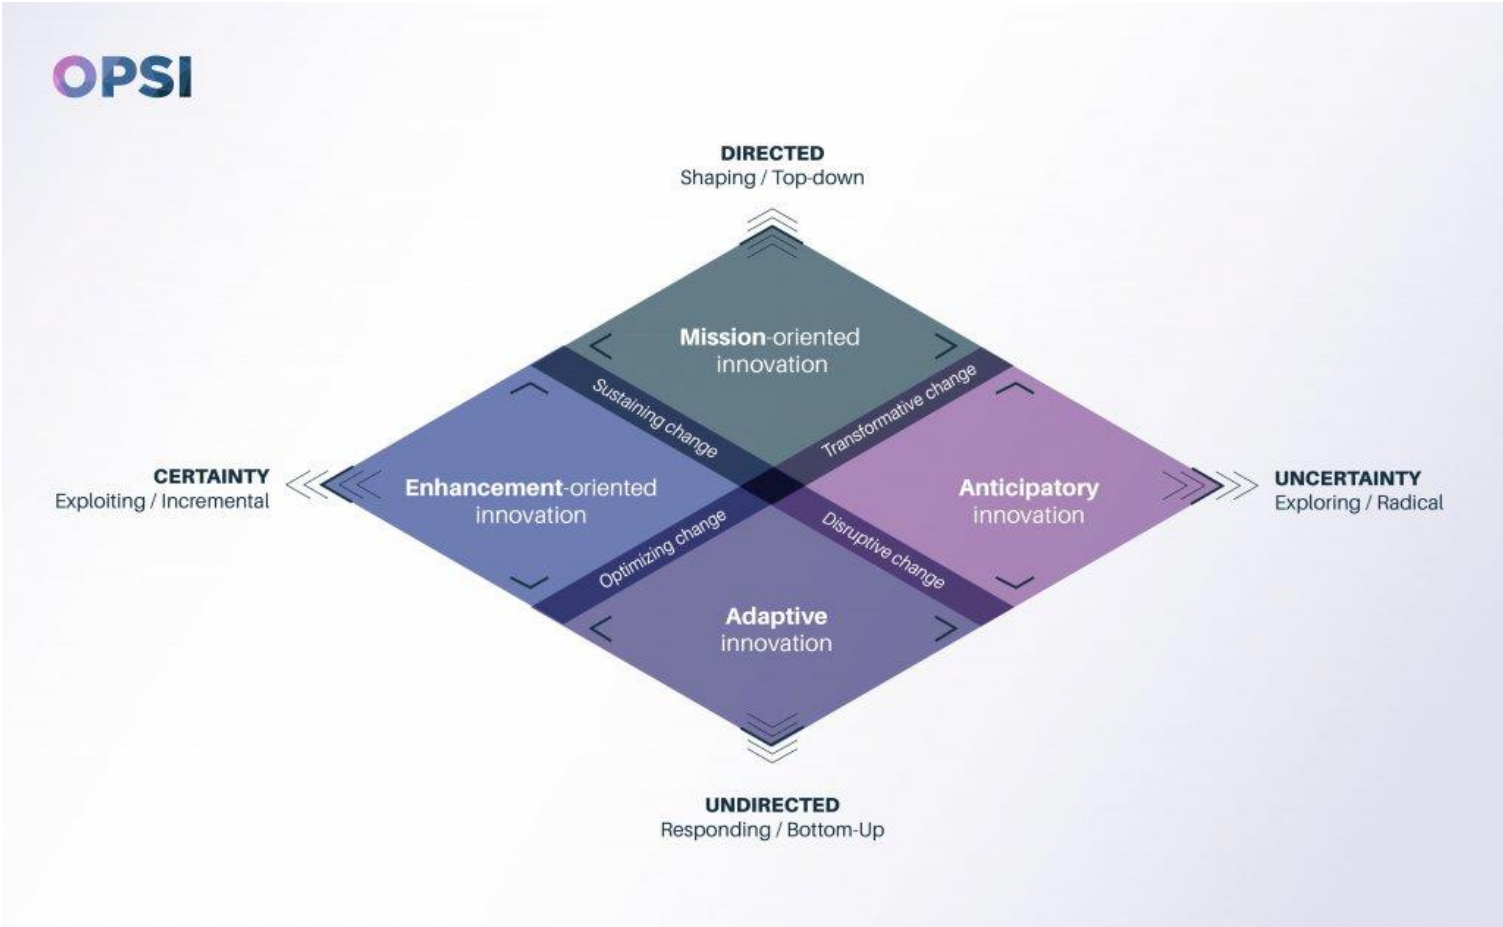 OPSI
DIRECTED
Shaping / Top-down
Mission-oriented
innovation
Sustaining change
Transformative change
CERTAINTY
Exploiting / Incremental
Enhancement-oriented
innovation
Anticipatory
innovation
UNCERTAINTY
Exploring / Radical
Optimizing change
Disruptive change
Adaptive
innovation
UNDIRECTED
Responding / Bottom-Up